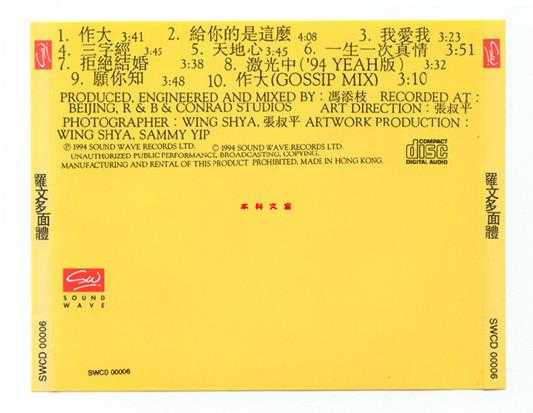 1. 作大 3:41 2. 給你的是這麼 4:08 3. 我愛我 3:23
4. 三字經 3:45 5. 天地心 3:45 6. 一生一次真情 3:51
7. 拒絕結婚 3:38 8. 激光中('94 YEAH版) 3:32
9. 願你知 3:48 10. 作大(GOSSIP MIX) 3:10
PRODUCED, ENGINEERED AND MIXED BY : 馮添枝 RECORDED AT :
BEIJING, R & B & CONRAD STUDIOS ART DIRECTION : 張叔平
PHOTOGRAPHER : WING SHYA, 張叔平 ARTWORK PRODUCTION :
WING SHYA, SAMMY YIP
Ⓟ 1994 SOUND WAVE RECORDS LTD. © 1994 SOUND WAVE RECORDS LTD.
UNAUTHORIZED PUBLIC PERFORMANCE, BROADCASTING, COPYING,
MANUFACTURING AND RENTAL OF THIS PRODUCT PROHIBITED. MADE IN HONG KONG.
COMPACT
disc
DIGITAL AUDIO
羅文多面體
羅文多面體
SW
SOUND
WAVE
SWCD 00006
SWCD 00006
SWCD 00006